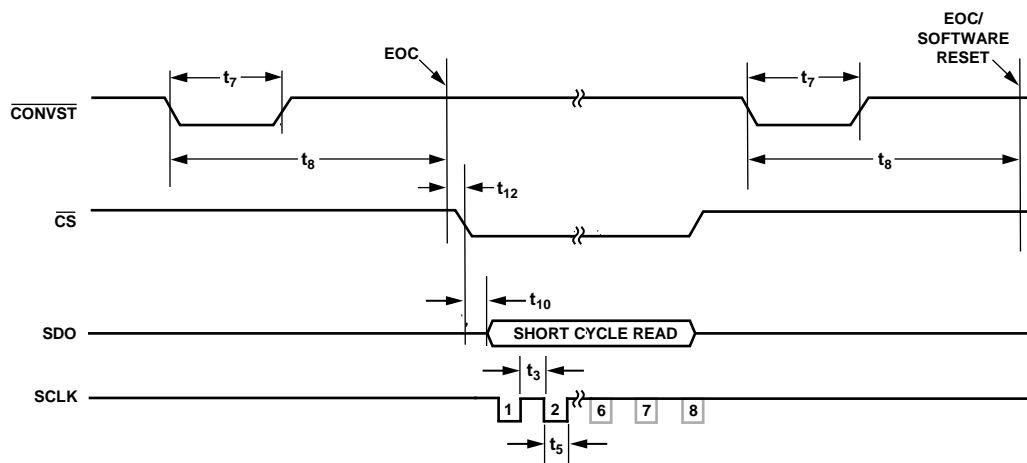 EOC/
SOFTWARE
RESET
EOC
t7
t7
CONVST
t8
t8
t12
CS
t10
SDO
SHORT CYCLE READ
t3
SCLK
1
2
6
7
8
t5